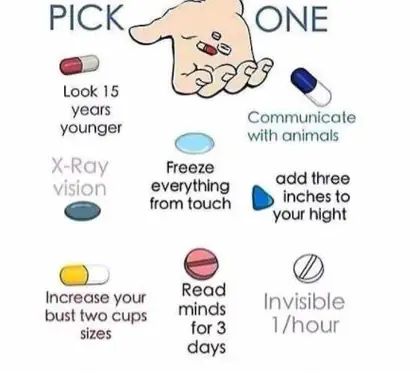 PICK ONE
Look 15
years
younger
Communicate
with animals
X-Ray
vision
Freeze
everything
from touch
add three
inches to
your hight
Increase your
bust two cups
sizes
Read
minds
for 3
days
Invisible
1/hour